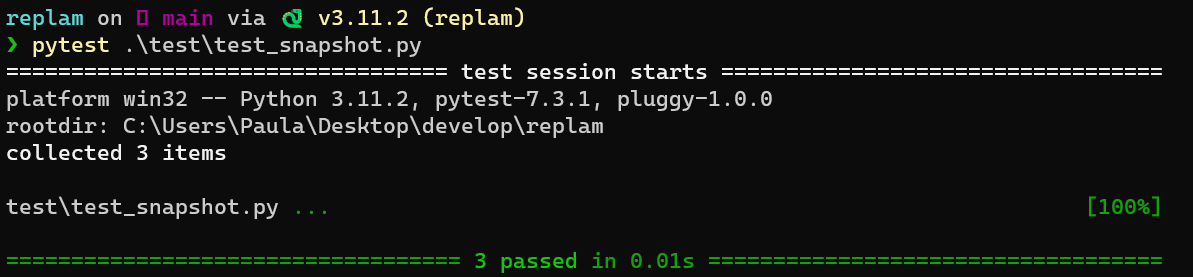 replam on main via v3.11.2 (replam)
❯ pytest .\test\test_snapshot.py
================================== test session starts ==================================
platform win32 -- Python 3.11.2, pytest-7.3.1, pluggy-1.0.0
rootdir: C:\Users\Paula\Desktop\develop\replam
collected 3 items
test\test_snapshot.py ... [100%]
=================================== 3 passed in 0.01s ===================================